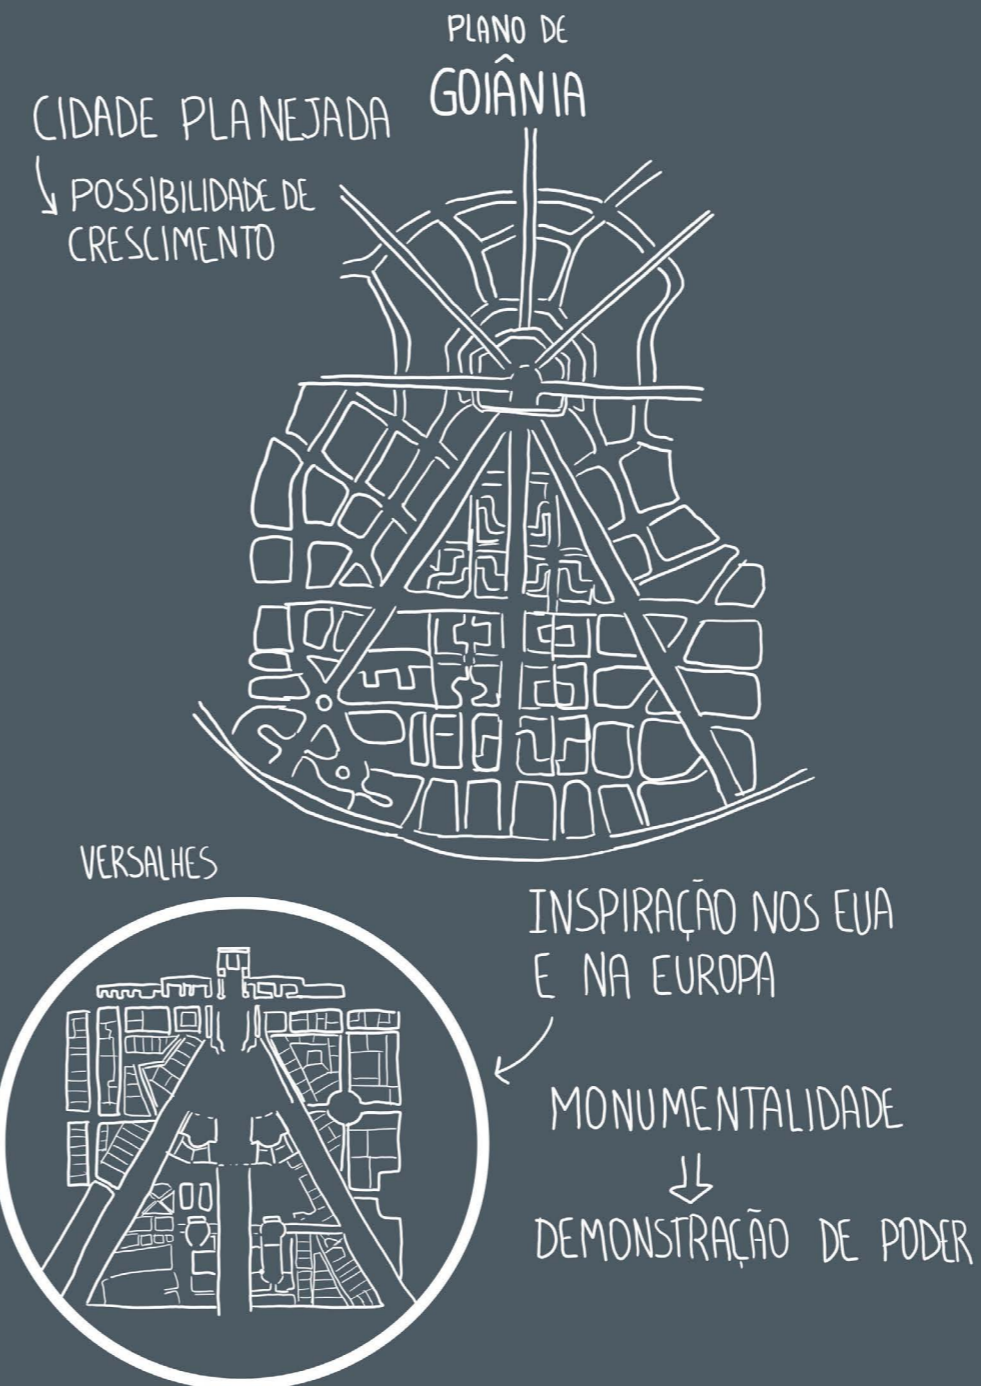 PLANO DE
GOIÂNIA
CIDADE PLANEJADA
POSSIBILIDADE DE
CRESCIMENTO
VERSALHES
INSPIRAÇÃO NOS EUA
E NA EUROPA
MONUMENTALIDADE
DEMONSTRAÇÃO DE PODER